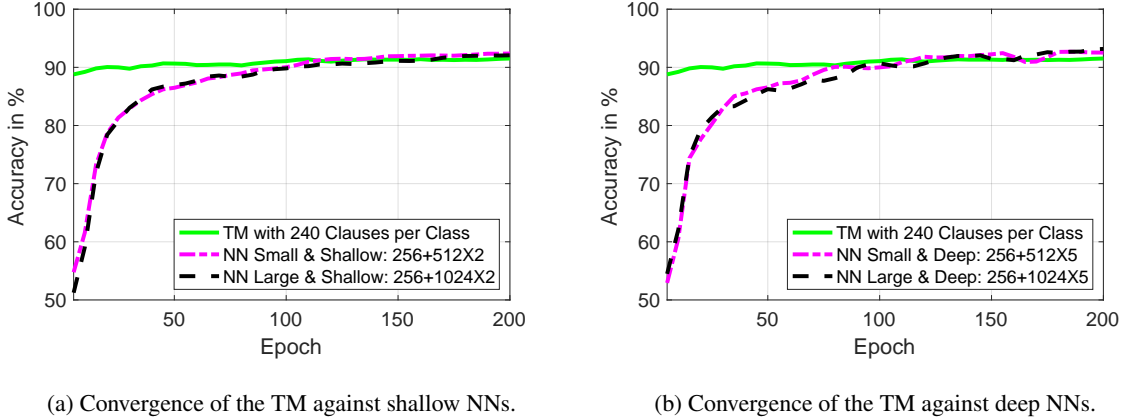 100
90
80
70
60
50
50
100
150
200
Accuracy in %
Epoch
TM with 240 Clauses per Class
NN Small & Shallow: 256+512X2
NN Large & Shallow: 256+1024X2
(a) Convergence of the TM against shallow NNs.
100
90
80
70
60
50
50
100
150
200
Accuracy in %
Epoch
TM with 240 Clauses per Class
NN Small & Deep: 256+512X5
NN Large & Deep: 256+1024X5
(b) Convergence of the TM against deep NNs.